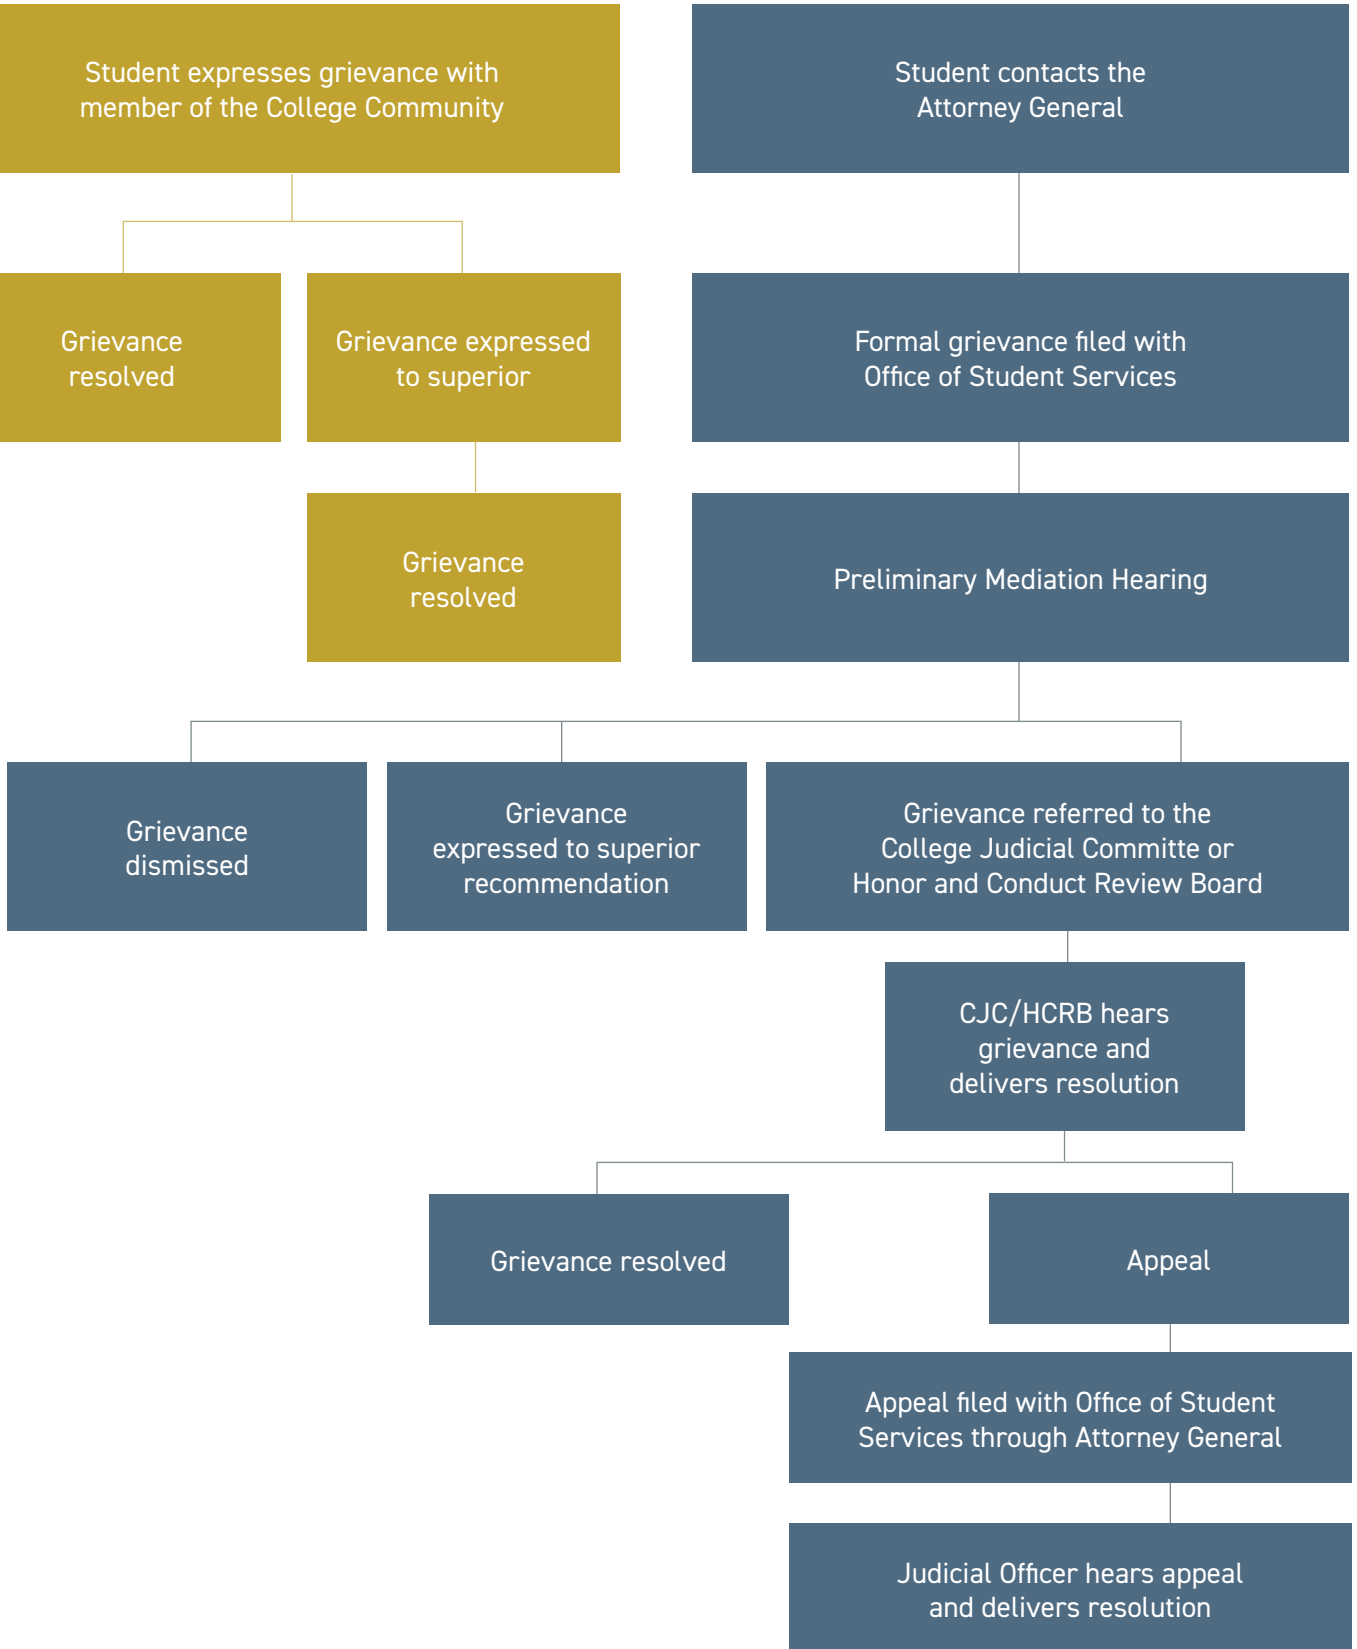 Student expresses grievance with
member of the College Community
Student contacts the
Attorney General
Grievance
resolved
Grievance expressed
to superior
Formal grievance filed with
Office of Student Services
Grievance
resolved
Preliminary Mediation Hearing
Grievance
dismissed
Grievance
expressed to superior
recommendation
Grievance referred to the
College Judicial Committe or
Honor and Conduct Review Board
CJC/HCRB hears
grievance and
delivers resolution
Grievance resolved
Appeal
Appeal filed with Office of Student
Services through Attorney General
Judicial Officer hears appeal
and delivers resolution